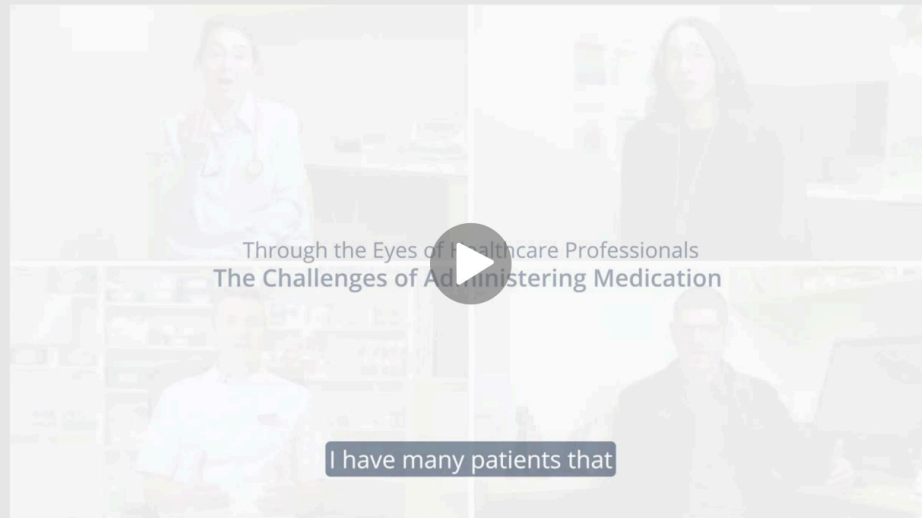 Through the Eyes of Healthcare Professionals
The Challenges of Administering Medication
I have many patients that